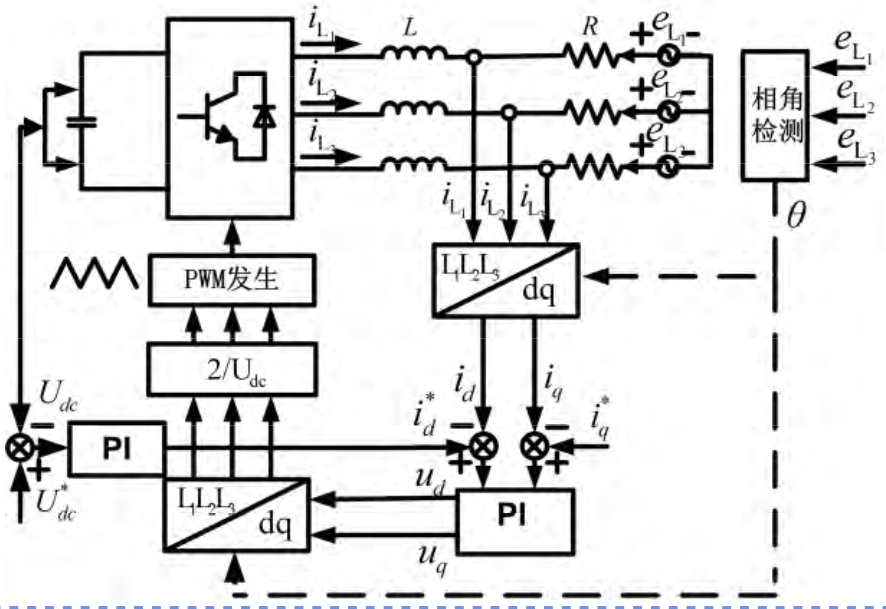 i_{L_1} L R + e_{L_1} -
e_{L_1}
i_{L_3} + e_{L_2} -
相角
检测
e_{L_2}
i_{L_3} + e_{L_3} -
e_{L_3}
i_{L_1} i_{L_2} i_{L_3}
θ
PWM发生
L_1L_2L_3
dq
2/U_{dc}
U_{dc} i_d i_q
i_d^* i_q^*
- - -
PI
+ + +
U_{dc}^* u_d
L_1L_2L_3
dq
PI
u_q